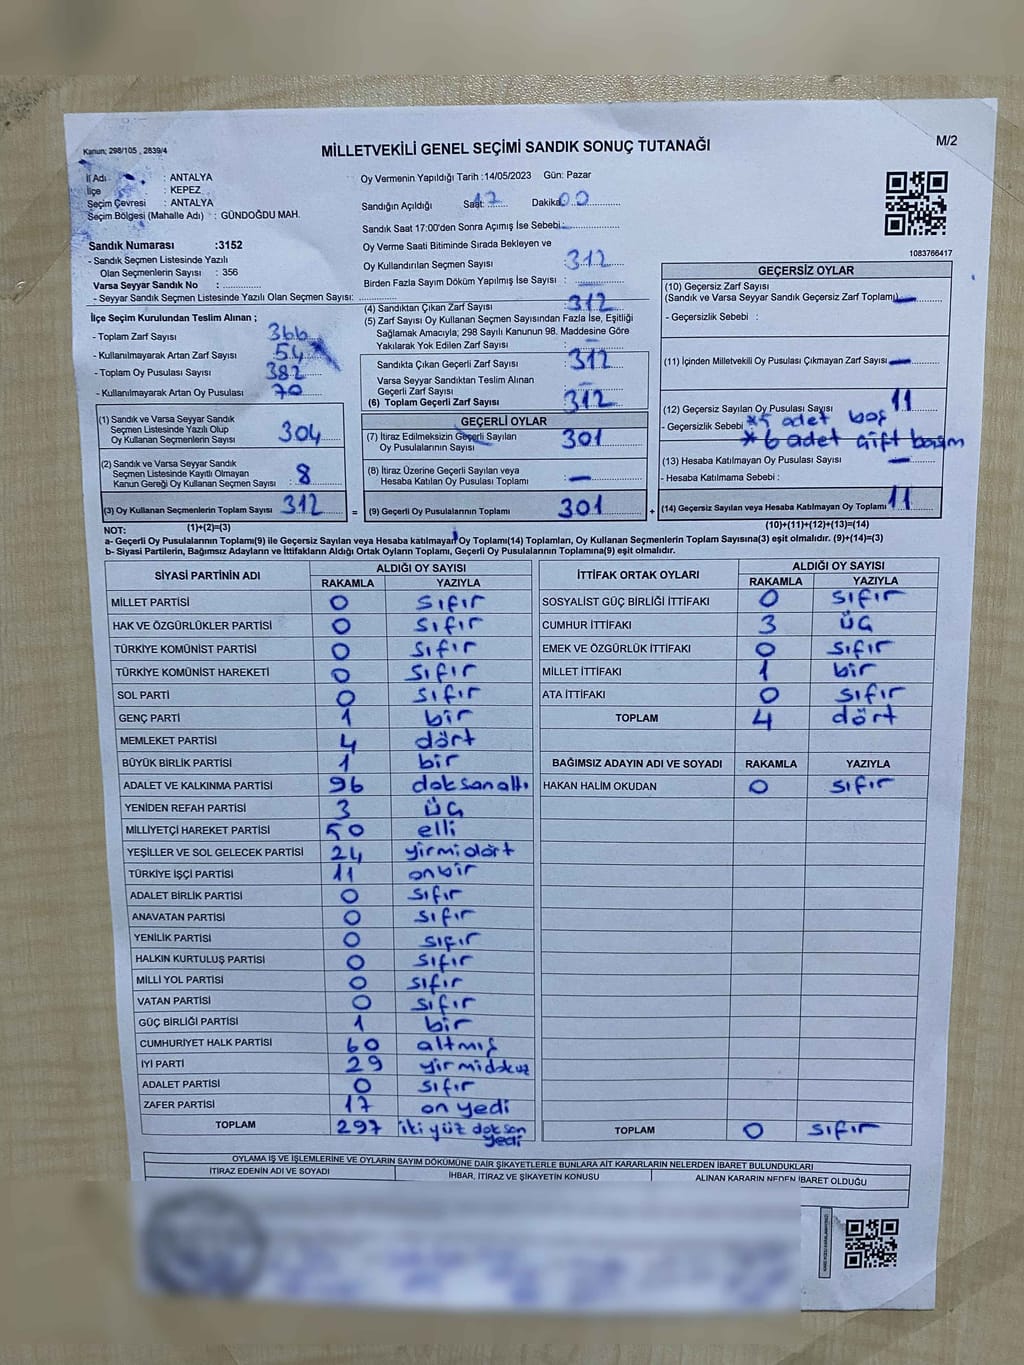 Kanun; 298/105 , 2839/4
MİLLETVEKİLİ GENEL SEÇİMİ SANDIK SONUÇ TUTANAĞI
M/2
İl Adı : ANTALYA
İlçe : KEPEZ
Seçim Çevresi : ANTALYA
Seçim Bölgesi (Mahalle Adı) : GÜNDOĞDU MAH.
Sandık Numarası :3152
- Sandık Seçmen Listesinde Yazılı
Olan Seçmenlerin Sayısı : 356
Varsa Seyyar Sandık No :
- Seyyar Sandık Seçmen Listesinde Yazılı Olan Seçmen Sayısı:
İlçe Seçim Kurulundan Teslim Alınan ;
- Toplam Zarf Sayısı 366
- Kullanılmayarak Artan Zarf Sayısı 54
- Toplam Oy Pusulası Sayısı 382
- Kullanılmayarak Artan Oy Pusulası 70
(1) Sandık ve Varsa Seyyar Sandık
Seçmen Listesinde Yazılı Olup
Oy Kullanan Seçmenlerin Sayısı 304
(2) Sandık ve Varsa Seyyar Sandık
Seçmen Listesinde Kayıtlı Olmayan
Kanun Gereği Oy Kullanan Seçmen Sayısı : 8
(3) Oy Kullanan Seçmenlerin Toplam Sayısı 312 =
Oy Vermenin Yapıldığı Tarih :14/05/2023 Gün: Pazar
Sandığın Açıldığı Saat: 17 Dakika: 00
Sandık Saat 17:00'den Sonra Açımış İse Sebebi:
Oy Verme Saati Bitiminde Sırada Bekleyen ve
Oy Kullandırılan Seçmen Sayısı : 312
Birden Fazla Sayım Döküm Yapılmış İse Sebebi :
(4) Sandıktan Çıkan Zarf Sayısı : 312
(5) Zarf Sayısı Oy Kullanan Seçmen Sayısından Fazla İse, Eşitliği
Sağlamak Amacıyla; 298 Sayılı Kanunun 98. Maddesine Göre
Yakılarak Yok Edilen Zarf Sayısı : —
Sandıkta Çıkan Geçerli Zarf Sayısı : 312
Varsa Seyyar Sandıktan Teslim Alınan
Geçerli Zarf Sayısı : —
(6) Toplam Geçerli Zarf Sayısı : 312
GEÇERLİ OYLAR
(7) İtiraz Edilmeksizin Geçerli Sayılan
Oy Pusulalarının Sayısı : 301
(8) İtiraz Üzerine Geçerli Sayılan veya
Hesaba Katılan Oy Pusulası Toplamı : —
(9) Geçerli Oy Pusulalarının Toplamı : 301 +
1083766417
GEÇERSİZ OYLAR
(10) Geçersiz Zarf Sayısı
(Sandık ve Varsa Seyyar Sandık Geçersiz Zarf Toplamı) —
- Geçersizlik Sebebi :
(11) İçinden Milletvekili Oy Pusulası Çıkmayan Zarf Sayısı —
(12) Geçersiz Sayılan Oy Pusulası Sayısı 11
- Geçersizlik Sebebi * 5 adet boş
* 6 adet çift basım
(13) Hesaba Katılmayan Oy Pusulası Sayısı —
- Hesaba Katılmama Sebebi :
(14) Geçersiz Sayılan veya Hesaba Katılmayan Oy Toplamı 11
NOT: (1)+(2)=(3) (10)+(11)+(12)+(13)=(14)
a- Geçerli Oy Pusulalarının Toplamı(9) ile Geçersiz Sayılan veya Hesaba katılmayan Oy Toplamı(14) Toplamları, Oy Kullanan Seçmenlerin Toplam Sayısına(3) eşit olmalıdır. (9)+(14)=(3)
b- Siyasi Partilerin, Bağımsız Adayların ve İttifakların Aldığı Ortak Oyların Toplamı, Geçerli Oy Pusulalarının Toplamına(9) eşit olmalıdır.
SİYASİ PARTİNİN ADI ALDIĞI OY SAYISI
RAKAMLA YAZIYLA
MİLLET PARTİSİ 0 sıfır
HAK VE ÖZGÜRLÜKLER PARTİSİ 0 sıfır
TÜRKİYE KOMÜNİST PARTİSİ 0 sıfır
TÜRKİYE KOMÜNİST HAREKETİ 0 sıfır
SOL PARTİ 0 sıfır
GENÇ PARTİ 1 bir
MEMLEKET PARTİSİ 4 dört
BÜYÜK BİRLİK PARTİSİ 1 bir
ADALET VE KALKINMA PARTİSİ 96 doksanaltı
YENİDEN REFAH PARTİSİ 3 üç
MİLLİYETÇİ HAREKET PARTİSİ 50 elli
YEŞİLLER VE SOL GELECEK PARTİSİ 24 yirmidört
TÜRKİYE İŞÇİ PARTİSİ 11 onbir
ADALET BİRLİK PARTİSİ 0 sıfır
ANAVATAN PARTİSİ 0 sıfır
YENİLİK PARTİSİ 0 sıfır
HALKIN KURTULUŞ PARTİSİ 0 sıfır
MİLLİ YOL PARTİSİ 0 sıfır
VATAN PARTİSİ 0 sıfır
GÜÇ BİRLİĞİ PARTİSİ 1 bir
CUMHURİYET HALK PARTİSİ 60 altmış
İYİ PARTİ 29 yirmidokuz
ADALET PARTİSİ 0 sıfır
ZAFER PARTİSİ 17 on yedi
TOPLAM 297 iki yüz doksan
yedi
İTTİFAK ORTAK OYLARI ALDIĞI OY SAYISI
RAKAMLA YAZIYLA
SOSYALİST GÜÇ BİRLİĞİ İTTİFAKI 0 sıfır
CUMHUR İTTİFAKI 3 üç
EMEK VE ÖZGÜRLÜK İTTİFAKI 0 sıfır
MİLLET İTTİFAKI 1 bir
ATA İTTİFAKI 0 sıfır
TOPLAM 4 dört
BAĞIMSIZ ADAYIN ADI VE SOYADI RAKAMLA YAZIYLA
HAKAN HALİM OKUDAN 0 sıfır
TOPLAM 0 sıfır
OYLAMA İŞ VE İŞLEMLERİNE VE OYLARIN SAYIM DÖKÜMÜNE DAİR ŞİKAYETLERLE BUNLARA AİT KARARLARIN NELERDEN İBARET BULUNDUKLARI
İTİRAZ EDENİN ADI VE SOYADI İHBAR, İTİRAZ VE ŞİKAYETİN KONUSU ALINAN KARARIN NEDEN İBARET OLDUĞU